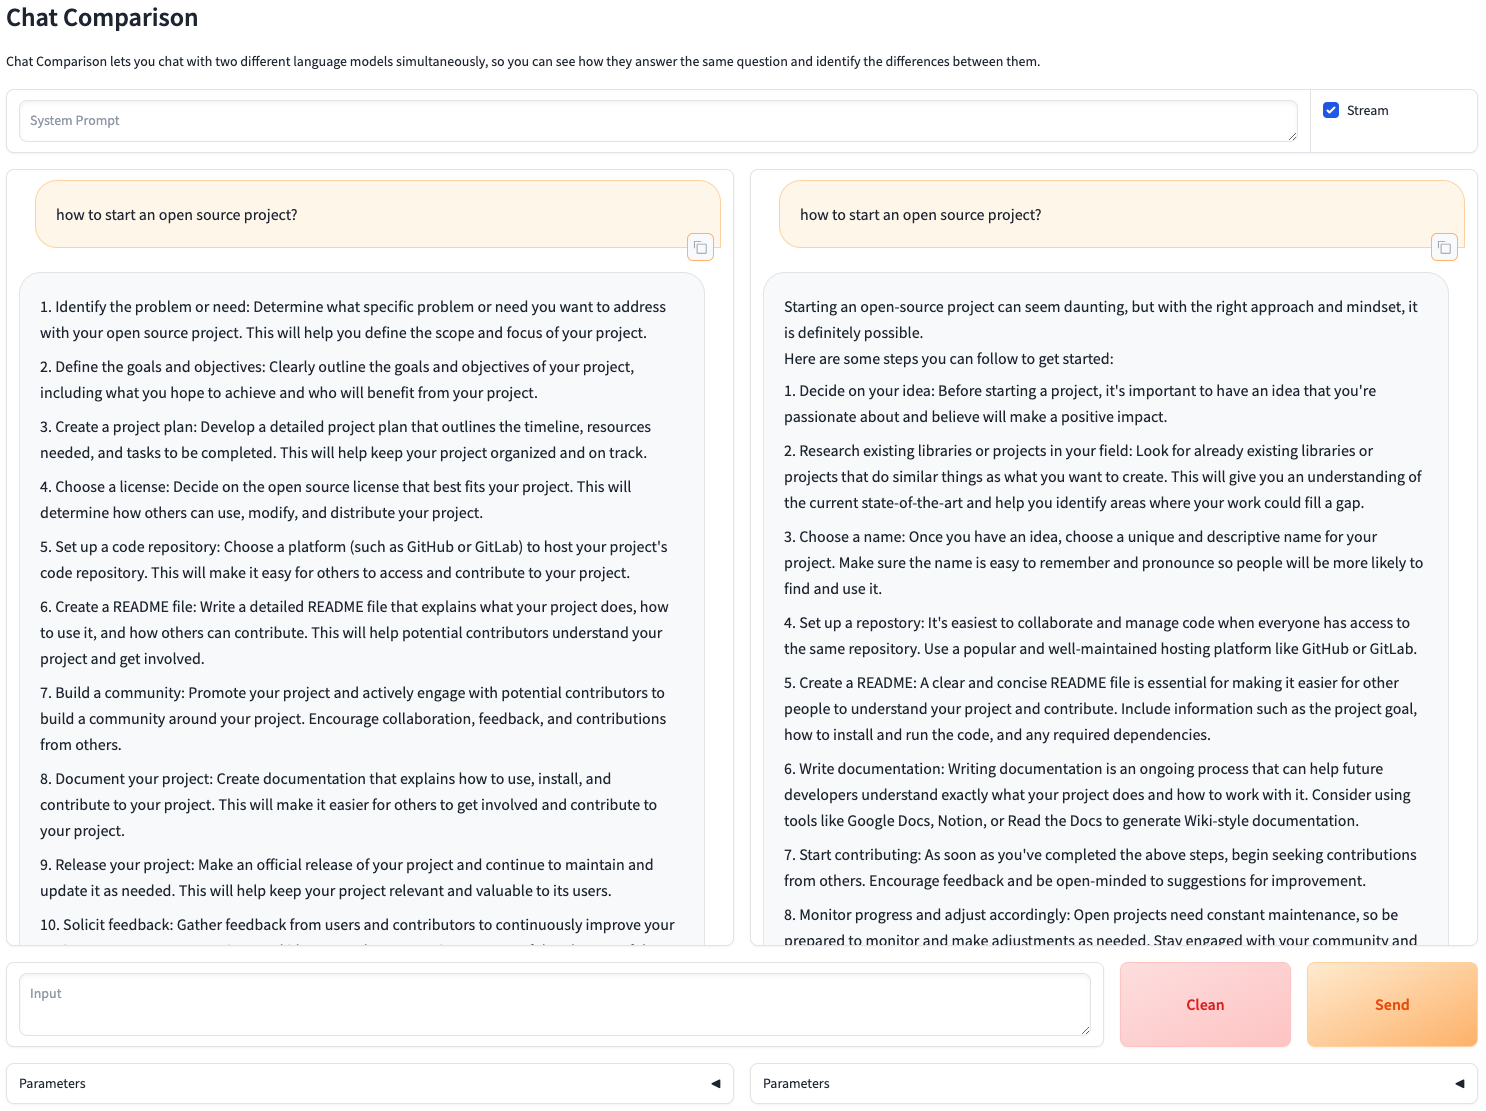 Chat Comparison
Chat Comparison lets you chat with two different language models simultaneously, so you can see how they answer the same question and identify the differences between them.
System Prompt
Stream
how to start an open source project?
1. Identify the problem or need: Determine what specific problem or need you want to address
with your open source project. This will help you define the scope and focus of your project.
2. Define the goals and objectives: Clearly outline the goals and objectives of your project,
including what you hope to achieve and who will benefit from your project.
3. Create a project plan: Develop a detailed project plan that outlines the timeline, resources
needed, and tasks to be completed. This will help keep your project organized and on track.
4. Choose a license: Decide on the open source license that best fits your project. This will
determine how others can use, modify, and distribute your project.
5. Set up a code repository: Choose a platform (such as GitHub or GitLab) to host your project's
code repository. This will make it easy for others to access and contribute to your project.
6. Create a README file: Write a detailed README file that explains what your project does, how
to use it, and how others can contribute. This will help potential contributors understand your
project and get involved.
7. Build a community: Promote your project and actively engage with potential contributors to
build a community around your project. Encourage collaboration, feedback, and contributions
from others.
8. Document your project: Create documentation that explains how to use, install, and
contribute to your project. This will make it easier for others to get involved and contribute to
your project.
9. Release your project: Make an official release of your project and continue to maintain and
update it as needed. This will help keep your project relevant and valuable to its users.
10. Solicit feedback: Gather feedback from users and contributors to continuously improve your
how to start an open source project?
Starting an open-source project can seem daunting, but with the right approach and mindset, it
is definitely possible.
Here are some steps you can follow to get started:
1. Decide on your idea: Before starting a project, it's important to have an idea that you're
passionate about and believe will make a positive impact.
2. Research existing libraries or projects in your field: Look for already existing libraries or
projects that do similar things as what you want to create. This will give you an understanding of
the current state-of-the-art and help you identify areas where your work could fill a gap.
3. Choose a name: Once you have an idea, choose a unique and descriptive name for your
project. Make sure the name is easy to remember and pronounce so people will be more likely to
find and use it.
4. Set up a repostory: It's easiest to collaborate and manage code when everyone has access to
the same repository. Use a popular and well-maintained hosting platform like GitHub or GitLab.
5. Create a README: A clear and concise README file is essential for making it easier for other
people to understand your project and contribute. Include information such as the project goal,
how to install and run the code, and any required dependencies.
6. Write documentation: Writing documentation is an ongoing process that can help future
developers understand exactly what your project does and how to work with it. Consider using
tools like Google Docs, Notion, or Read the Docs to generate Wiki-style documentation.
7. Start contributing: As soon as you've completed the above steps, begin seeking contributions
from others. Encourage feedback and be open-minded to suggestions for improvement.
8. Monitor progress and adjust accordingly: Open projects need constant maintenance, so be
prepared to monitor and make adjustments as needed. Stay engaged with your community and
Input
Clean
Send
Parameters
Parameters